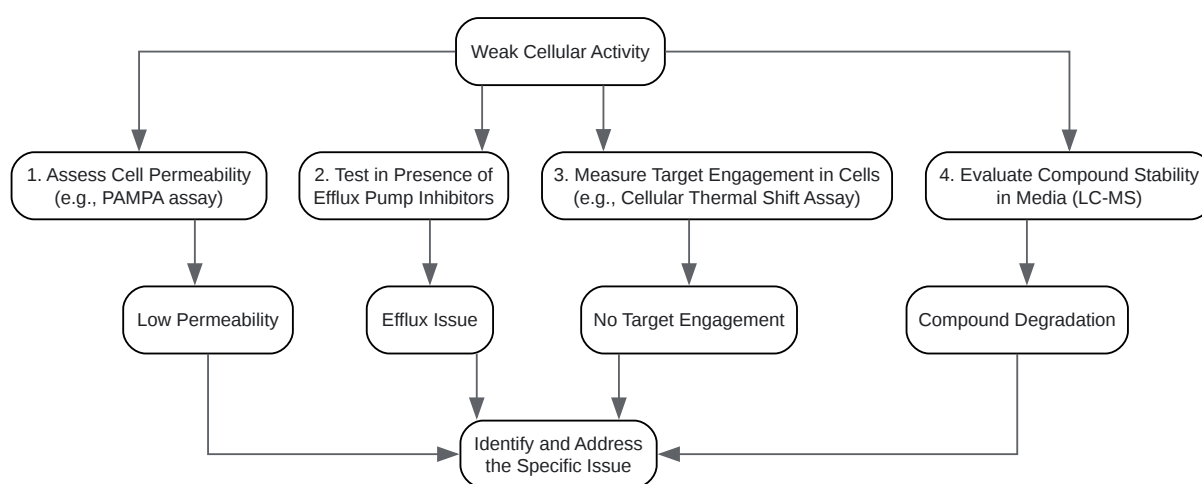 Weak Cellular Activity
1. Assess Cell Permeability
(e.g., PAMPA assay)
2. Test in Presence of
Efflux Pump Inhibitors
3. Measure Target Engagement in Cells
(e.g., Cellular Thermal Shift Assay)
4. Evaluate Compound Stability
in Media (LC-MS)
Low Permeability
Efflux Issue
No Target Engagement
Compound Degradation
Identify and Address
the Specific Issue